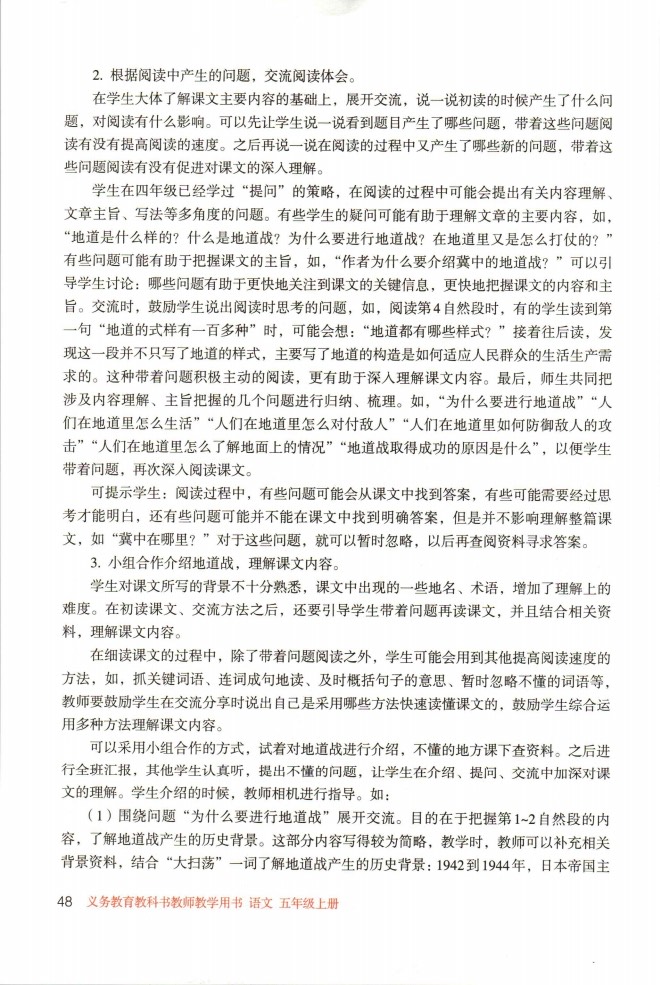 2. 根据阅读中产生的问题，交流阅读体会。
在学生大体了解课文主要内容的基础上，展开交流，说一说初读的时候产生了什么问
题，对阅读有什么影响。可以先让学生说一说看到题目产生了哪些问题，带着这些问题阅
读有没有提高阅读的速度。之后再说一说在阅读的过程中又产生了哪些新的问题，带着这
些问题阅读有没有促进对课文的深入理解。
学生在四年级已经学过“提问”的策略，在阅读的过程中可能会提出有关内容理解、
文章主旨、写法等多角度的问题。有些学生的疑问可能有助于理解文章的主要内容，如，
“地道是什么样的？什么是地道战？为什么要进行地道战？在地道里又是怎么打仗的？”
有些问题可能有助于把握课文的主旨，如，“作者为什么要介绍冀中的地道战？”可以引
导学生讨论：哪些问题有助于更快地关注到课文的关键信息，更快地把握课文的内容和主
旨。交流时，鼓励学生说出阅读时思考的问题，如，阅读第4自然段时，有的学生读到第
一句“地道的式样有一百多种”时，可能会想：“地道都有哪些样式？”接着往后读，发
现这一段并不只写了地道的样式，主要写了地道的构造是如何适应人民群众的生活生产需
求的。这种带着问题积极主动的阅读，更有助于深入理解课文内容。最后，师生共同把
涉及内容理解、主旨把握的几个问题进行归纳、梳理。如，“为什么要进行地道战”“人
们在地道里怎么生活”“人们在地道里怎么对付敌人”“人们在地道里如何防御敌人的攻
击”“人们在地道里怎么了解地面上的情况”“地道战取得成功的原因是什么”，以便学生
带着问题，再次深入阅读课文。
可提示学生：阅读过程中，有些问题可能会从课文中找到答案，有些可能需要经过思
考才能明白，还有些问题可能并不能在课文中找到明确答案，但是并不影响理解整篇课
文，如“冀中在哪里？”对于这些问题，就可以暂时忽略，以后再查阅资料寻求答案。
3. 小组合作介绍地道战，理解课文内容。
学生对课文所写的背景不十分熟悉，课文中出现的一些地名、术语，增加了理解上的
难度。在初读课文、交流方法之后，还要引导学生带着问题再读课文，并且结合相关资
料，理解课文内容。
在细读课文的过程中，除了带着问题阅读之外，学生可能会用到其他提高阅读速度的
方法，如，抓关键词语、连词成句地读、及时概括句子的意思、暂时忽略不懂的词语等，
教师要鼓励学生在交流分享时说出自己是采用哪些方法快速读懂课文的，鼓励学生综合运
用多种方法理解课文内容。
可以采用小组合作的方式，试着对地道战进行介绍，不懂的地方课下查资料。之后进
行全班汇报，其他学生认真听，提出不懂的问题，让学生在介绍、提问、交流中加深对课
文的理解。学生介绍的时候，教师相机进行指导。如：
（1）围绕问题“为什么要进行地道战”展开交流。目的在于把握第1~2自然段的内
容，了解地道战产生的历史背景。这部分内容写得较为简略，教学时，教师可以补充相关
背景资料，结合“大扫荡”一词了解地道战产生的历史背景：1942到1944年，日本帝国主
48 义务教育教科书教师教学用书 语文 五年级上册